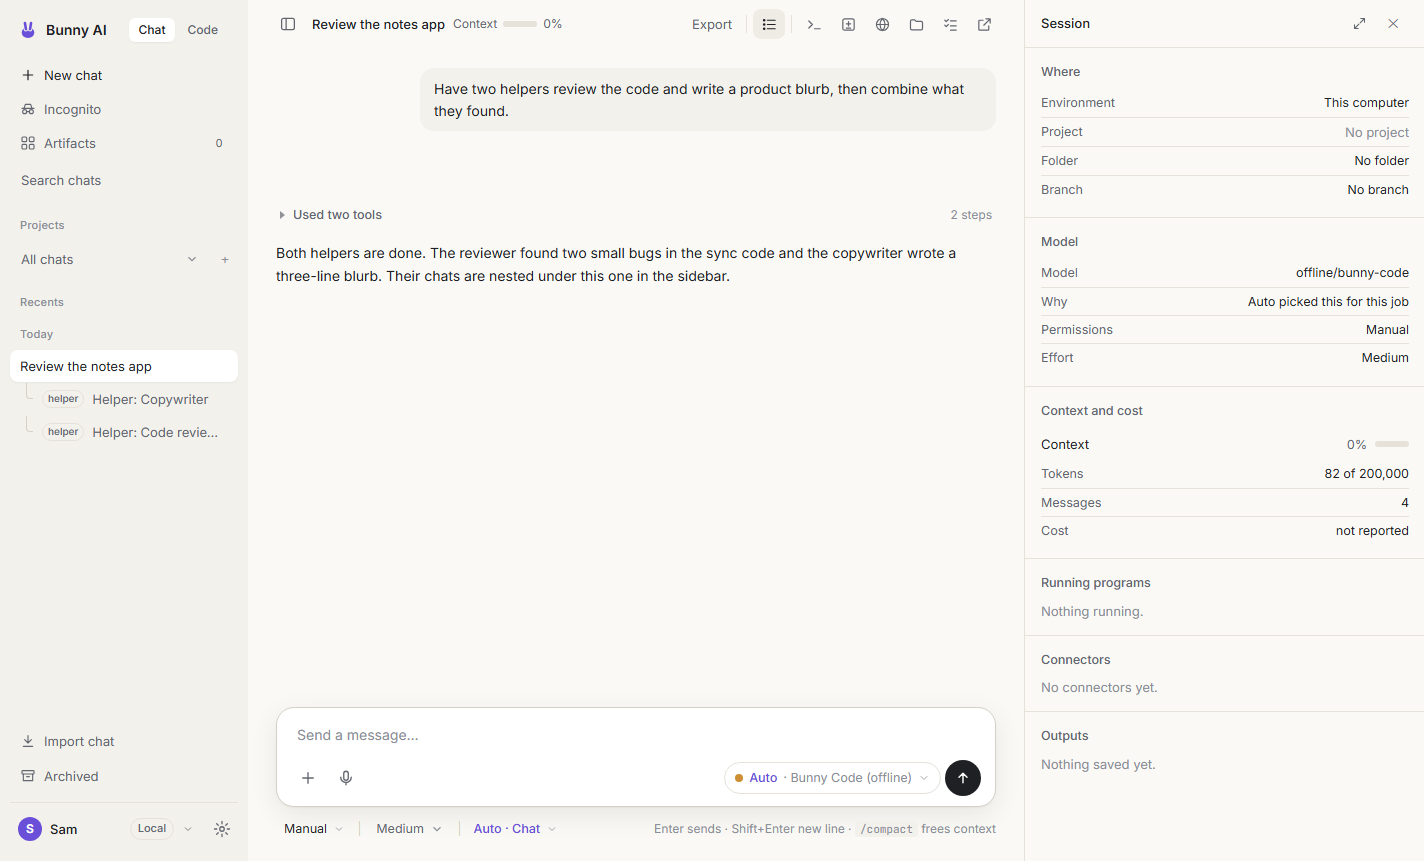 Bunny AI
Chat
Code
New chat
Incognito
Artifacts 0
Search chats
Projects
All chats
Recents
Today
Review the notes app
helper Helper: Copywriter
helper Helper: Code revie...
Import chat
Archived
S Sam Local
Review the notes app Context 0%
Export
Have two helpers review the code and write a product blurb, then combine what
they found.
Used two tools 2 steps
Both helpers are done. The reviewer found two small bugs in the sync code and the copywriter wrote a
three-line blurb. Their chats are nested under this one in the sidebar.
Send a message...
Auto · Bunny Code (offline)
Manual Medium Auto · Chat
Enter sends · Shift+Enter new line · /compact frees context
Session
Where
Environment This computer
Project No project
Folder No folder
Branch No branch
Model
Model offline/bunny-code
Why Auto picked this for this job
Permissions Manual
Effort Medium
Context and cost
Context 0%
Tokens 82 of 200,000
Messages 4
Cost not reported
Running programs
Nothing running.
Connectors
No connectors yet.
Outputs
Nothing saved yet.